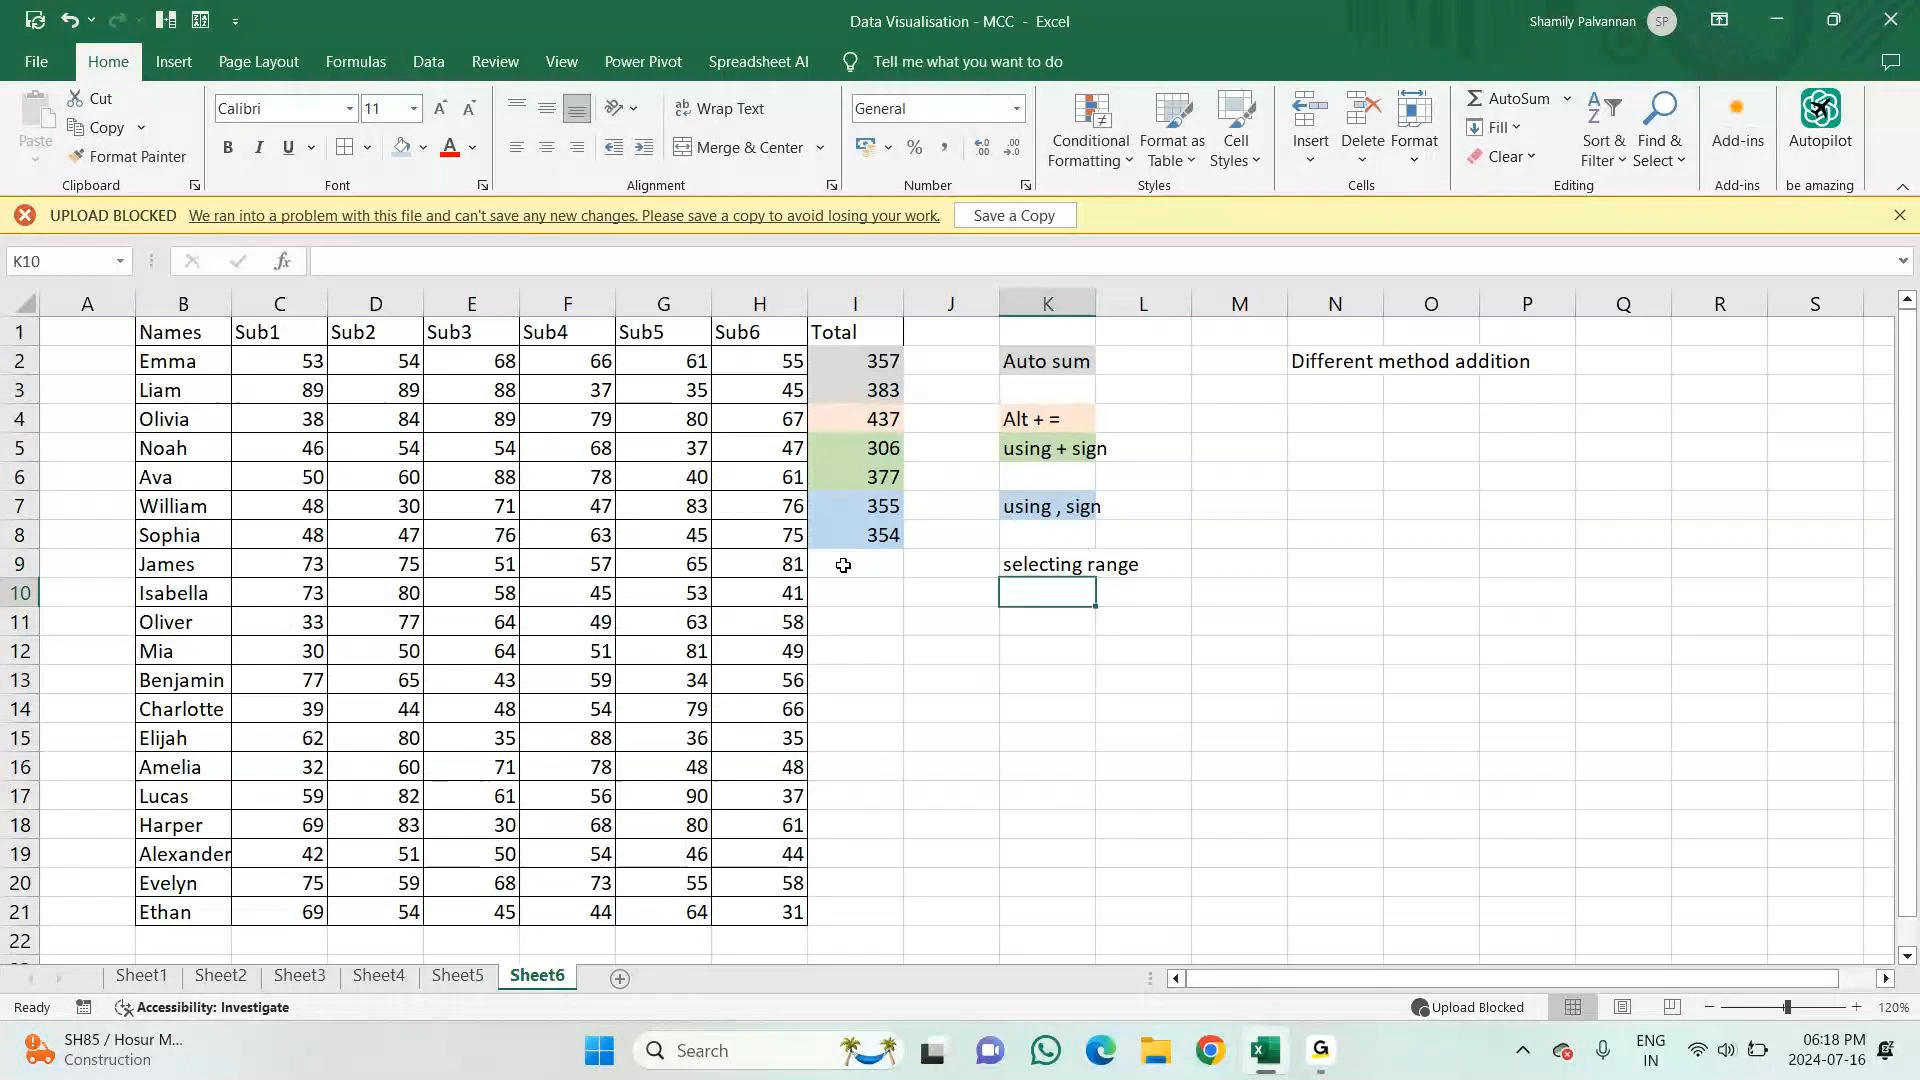 Data Visualisation - MCC - Excel
Shamily Palvannan
SP
File Home Insert Page Layout Formulas Data Review View Power Pivot Spreadsheet AI Tell me what you want to do
Paste
Cut
Copy
Format Painter
Clipboard
Calibri 11
B I U A
Font
ab Wrap Text
Merge & Center
Alignment
General
% ,
Number
Conditional Formatting
Format as Table
Cell Styles
Styles
Insert Delete Format
Cells
AutoSum
Fill
Clear
Sort & Filter
Find & Select
Editing
Add-ins
Add-ins
Autopilot
be amazing
UPLOAD BLOCKED We ran into a problem with this file and can't save any new changes. Please save a copy to avoid losing your work. Save a Copy
K10 fx
A B C D E F G H I J K L M N O P Q R S
1 Names Sub1 Sub2 Sub3 Sub4 Sub5 Sub6 Total
2 Emma 53 54 68 66 61 55 357 Auto sum Different method addition
3 Liam 89 89 88 37 35 45 383
4 Olivia 38 84 89 79 80 67 437 Alt + =
5 Noah 46 54 54 68 37 47 306 using + sign
6 Ava 50 60 88 78 40 61 377
7 William 48 30 71 47 83 76 355 using , sign
8 Sophia 48 47 76 63 45 75 354
9 James 73 75 51 57 65 81 selecting range
10 Isabella 73 80 58 45 53 41
11 Oliver 33 77 64 49 63 58
12 Mia 30 50 64 51 81 49
13 Benjamin 77 65 43 59 34 56
14 Charlotte 39 44 48 54 79 66
15 Elijah 62 80 35 88 36 35
16 Amelia 32 60 71 78 48 48
17 Lucas 59 82 61 56 90 37
18 Harper 69 83 30 68 80 61
19 Alexander 42 51 50 54 46 44
20 Evelyn 75 59 68 73 55 58
21 Ethan 69 54 45 44 64 31
22
Sheet1 Sheet2 Sheet3 Sheet4 Sheet5 Sheet6
Ready Accessibility: Investigate Upload Blocked 120%
SH85 / Hosur M...
Construction
Search
ENG
IN
06:18 PM
2024-07-16